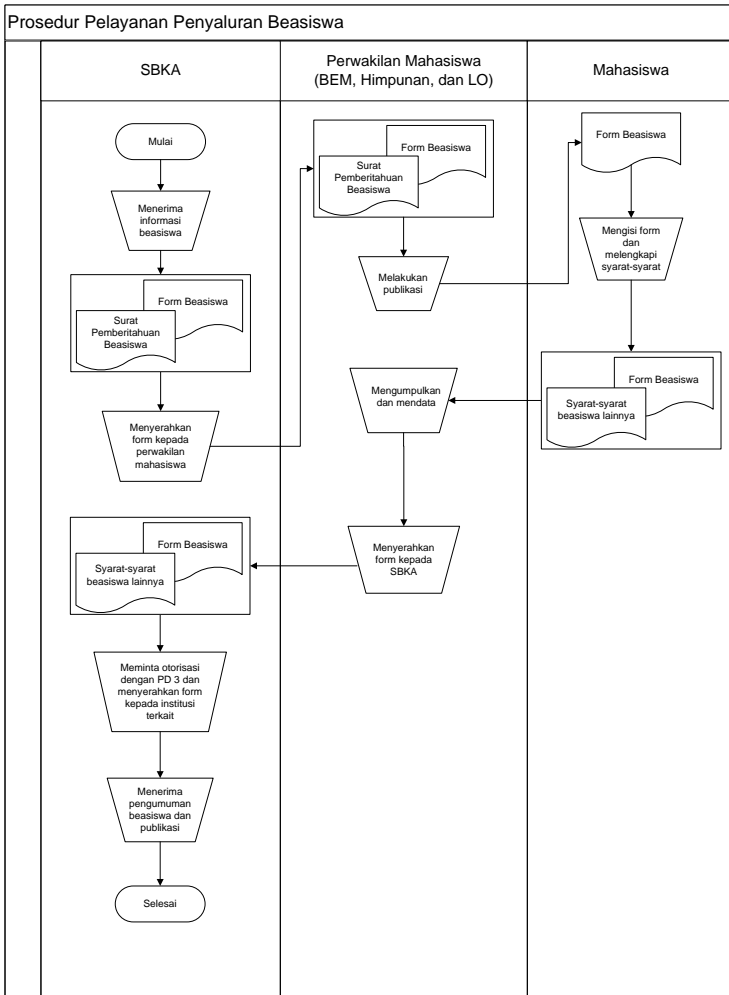 Prosedur Pelayanan Penyaluran Beasiswa
SBKA
Perwakilan Mahasiswa
(BEM, Himpunan, dan LO)
Mahasiswa
Mulai
Menerima
informasi
beasiswa
Form Beasiswa
Surat
Pemberitahuan
Beasiswa
Menyerahkan
form kepada
perwakilan
mahasiswa
Form Beasiswa
Surat
Pemberitahuan
Beasiswa
Melakukan
publikasi
Form Beasiswa
Mengisi form
dan
melengkapi
syarat-syarat
Form Beasiswa
Syarat-syarat
beasiswa lainnya
Mengumpulkan
dan mendata
Menyerahkan
form kepada
SBKA
Form Beasiswa
Syarat-syarat
beasiswa lainnya
Meminta otorisasi
dengan PD 3 dan
menyerahkan form
kepada institusi
terkait
Menerima
pengumuman
beasiswa dan
publikasi
Selesai